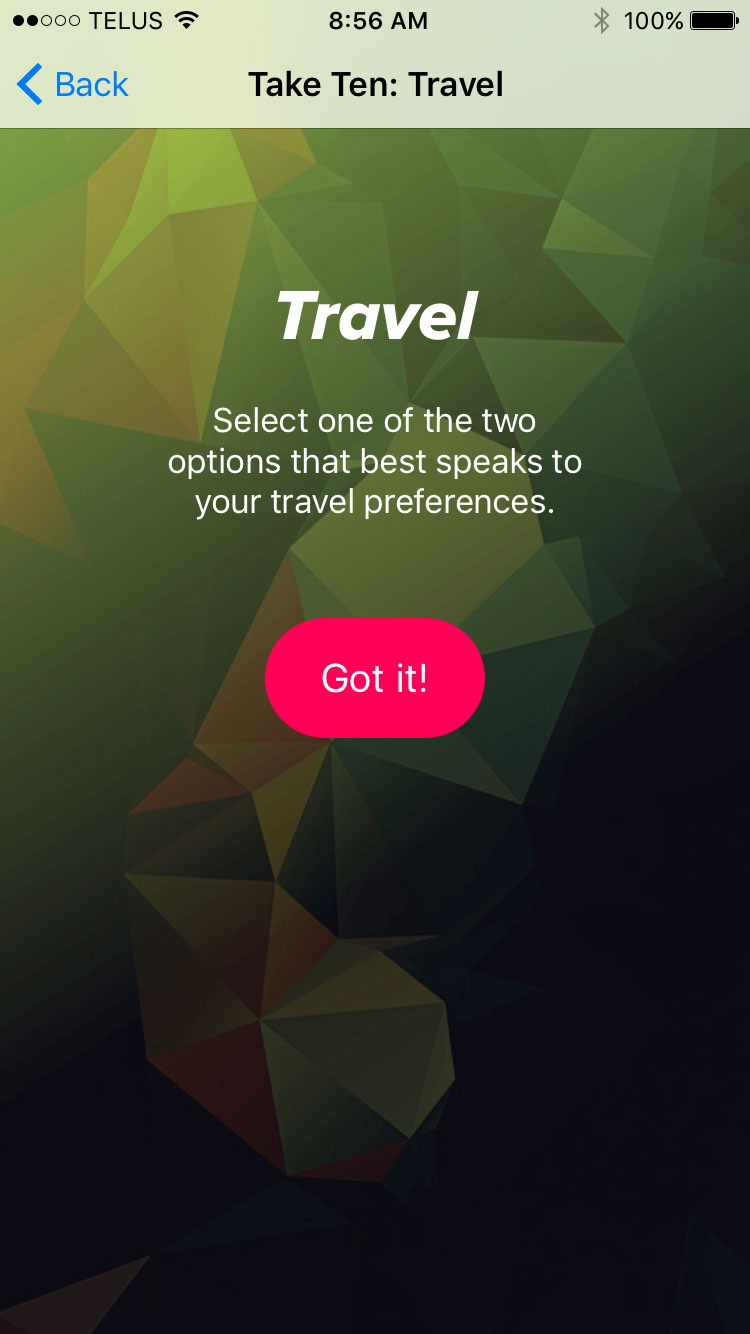 TELUS 8:56 AM 100%
Back Take Ten: Travel
Travel
Select one of the two
options that best speaks to
your travel preferences.
Got it!